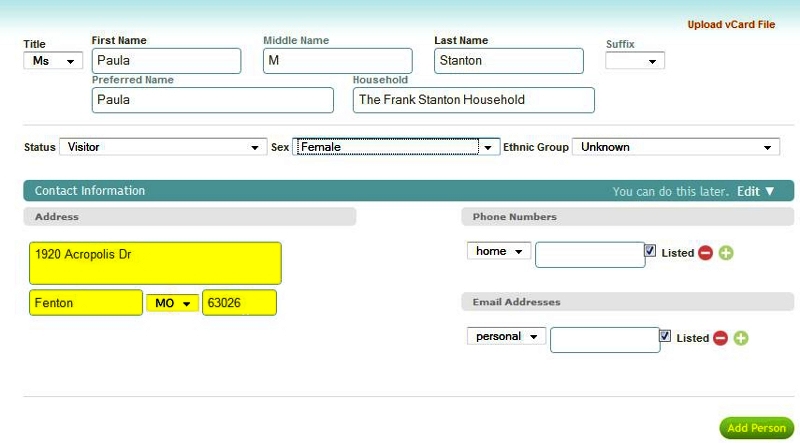 Upload vCard File
Title First Name Middle Name Last Name Suffix
Ms Paula M Stanton
Preferred Name Household
Paula The Frank Stanton Household
Status Visitor Sex Female Ethnic Group Unknown
Contact Information You can do this later. Edit ▼
Address Phone Numbers
1920 Acropolis Dr home Listed
Fenton MO 63026
Email Addresses
personal Listed
Add Person